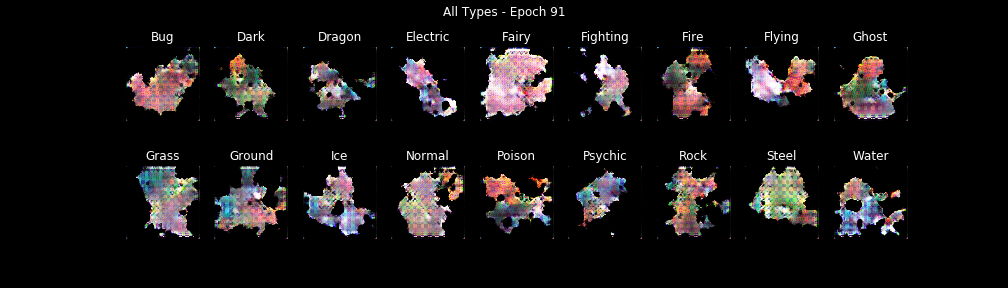 All Types - Epoch 91
Bug Dark Dragon Electric Fairy Fighting Fire Flying Ghost
Grass Ground Ice Normal Poison Psychic Rock Steel Water